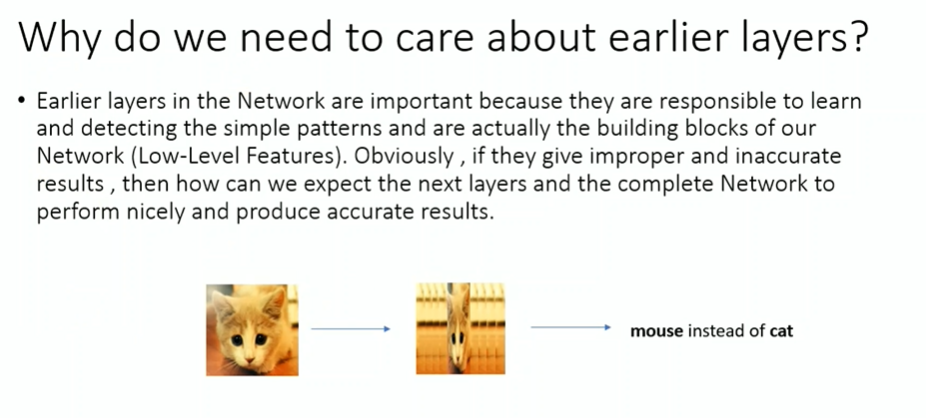 Why do we need to care about earlier layers?
• Earlier layers in the Network are important because they are responsible to learn
and detecting the simple patterns and are actually the building blocks of our
Network (Low-Level Features). Obviously , if they give improper and inaccurate
results , then how can we expect the next layers and the complete Network to
perform nicely and produce accurate results.
mouse instead of cat